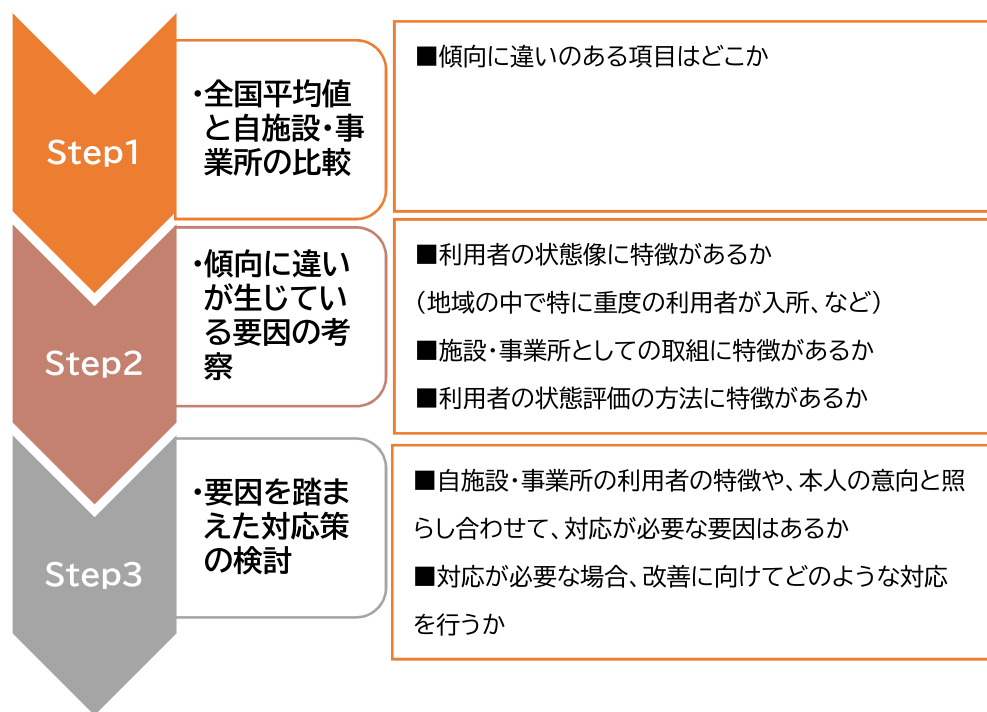 Step1
・全国平均値
と自施設・事
業所の比較
■傾向に違いのある項目はどこか
Step2
・傾向に違い
が生じてい
る要因の考
察
■利用者の状態像に特徴があるか
（地域の中で特に重度の利用者が入所、など）
■施設・事業所としての取組に特徴があるか
■利用者の状態評価の方法に特徴があるか
Step3
・要因を踏ま
えた対応策
の検討
■自施設・事業所の利用者の特徴や、本人の意向と照
らし合わせて、対応が必要な要因はあるか
■対応が必要な場合、改善に向けてどのような対応
を行うか